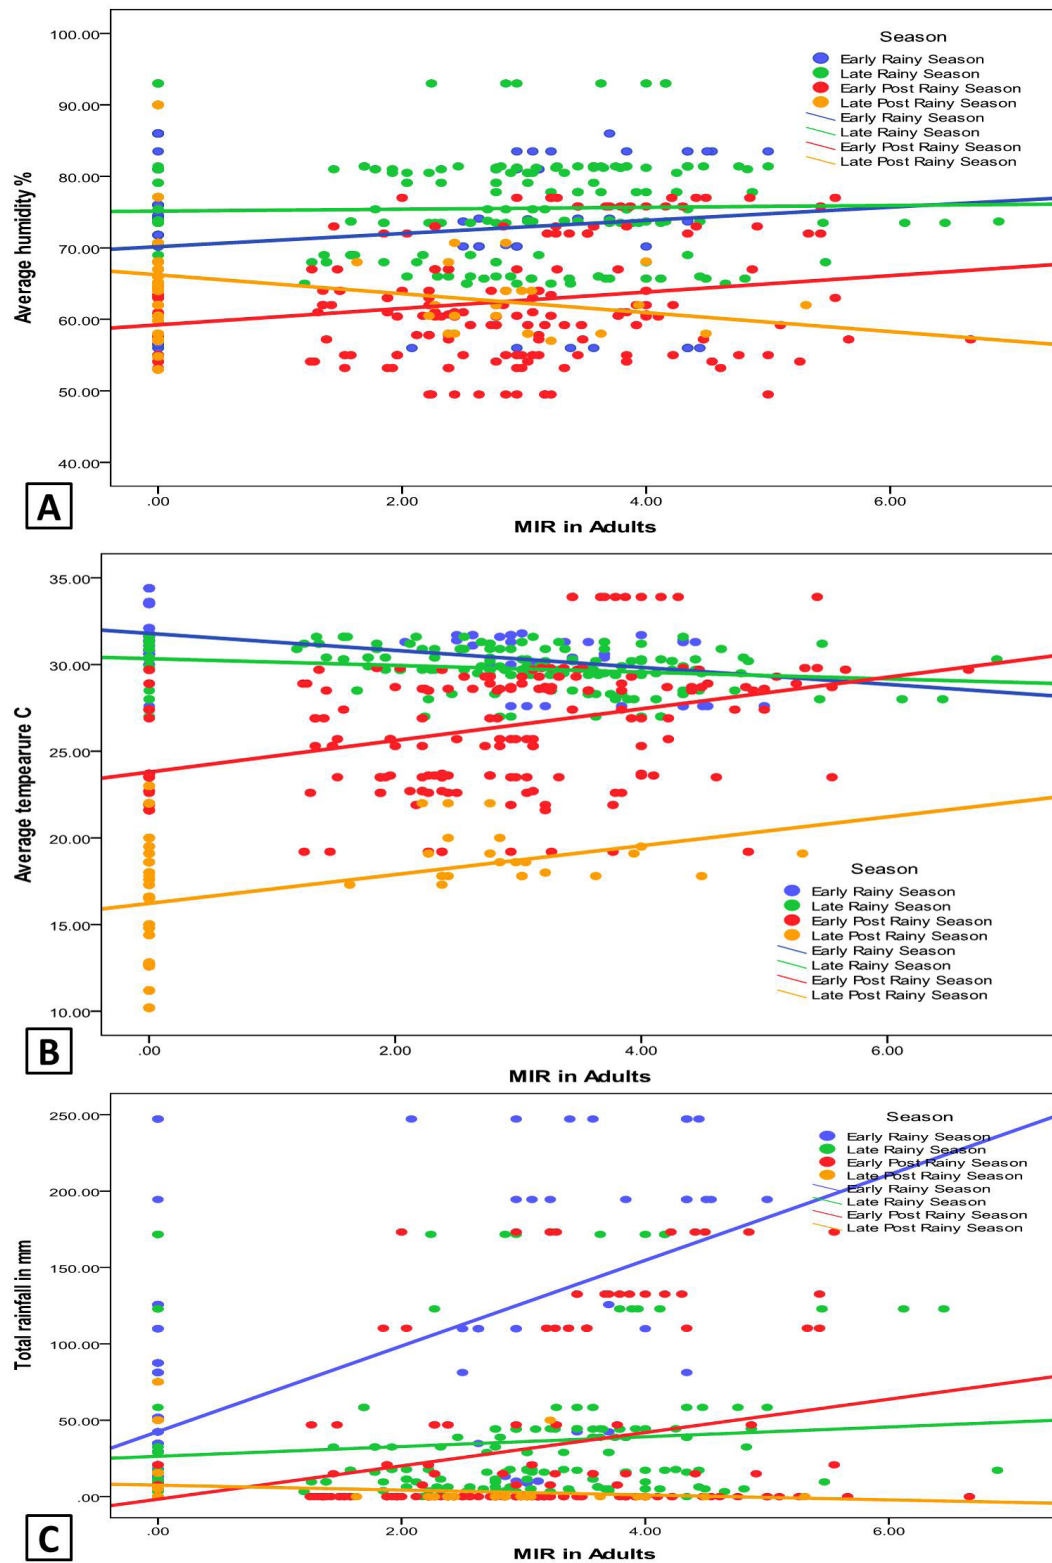 100.00
90.00
80.00
70.00
60.00
50.00
40.00
Average humidity %
Season
Early Rainy Season
Late Rainy Season
Early Post Rainy Season
Late Post Rainy Season
Early Rainy Season
Late Rainy Season
Early Post Rainy Season
Late Post Rainy Season
.00 2.00 4.00 6.00
MIR in Adults
A
35.00
30.00
25.00
20.00
15.00
10.00
Average tempearure C
Season
Early Rainy Season
Late Rainy Season
Early Post Rainy Season
Late Post Rainy Season
Early Rainy Season
Late Rainy Season
Early Post Rainy Season
Late Post Rainy Season
.00 2.00 4.00 6.00
MIR in Adults
B
250.00
200.00
150.00
100.00
50.00
.00
Total rainfall in mm
Season
Early Rainy Season
Late Rainy Season
Early Post Rainy Season
Late Post Rainy Season
Early Rainy Season
Late Rainy Season
Early Post Rainy Season
Late Post Rainy Season
.00 2.00 4.00 6.00
MIR in Adults
C